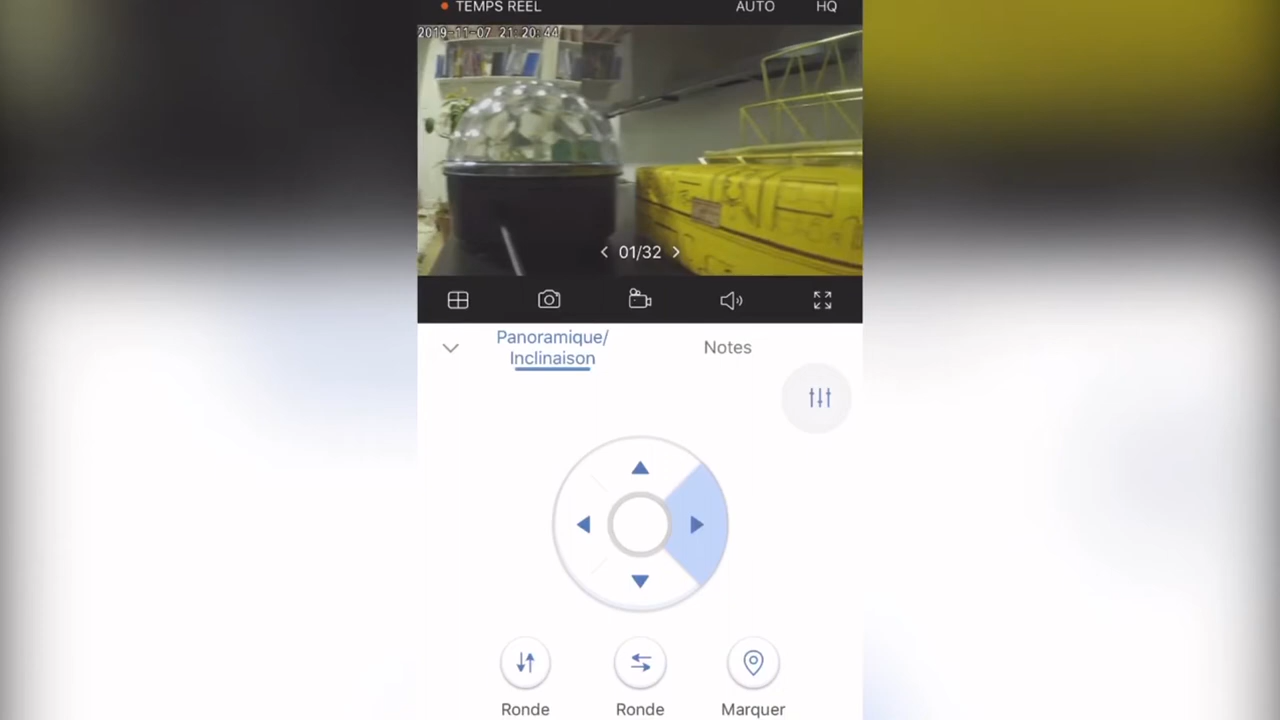 TEMPS REEL
AUTO
HQ
2019-11-07 21:20:44
01/32
Panoramique/
Inclinaison
Notes
Ronde
Ronde
Marquer